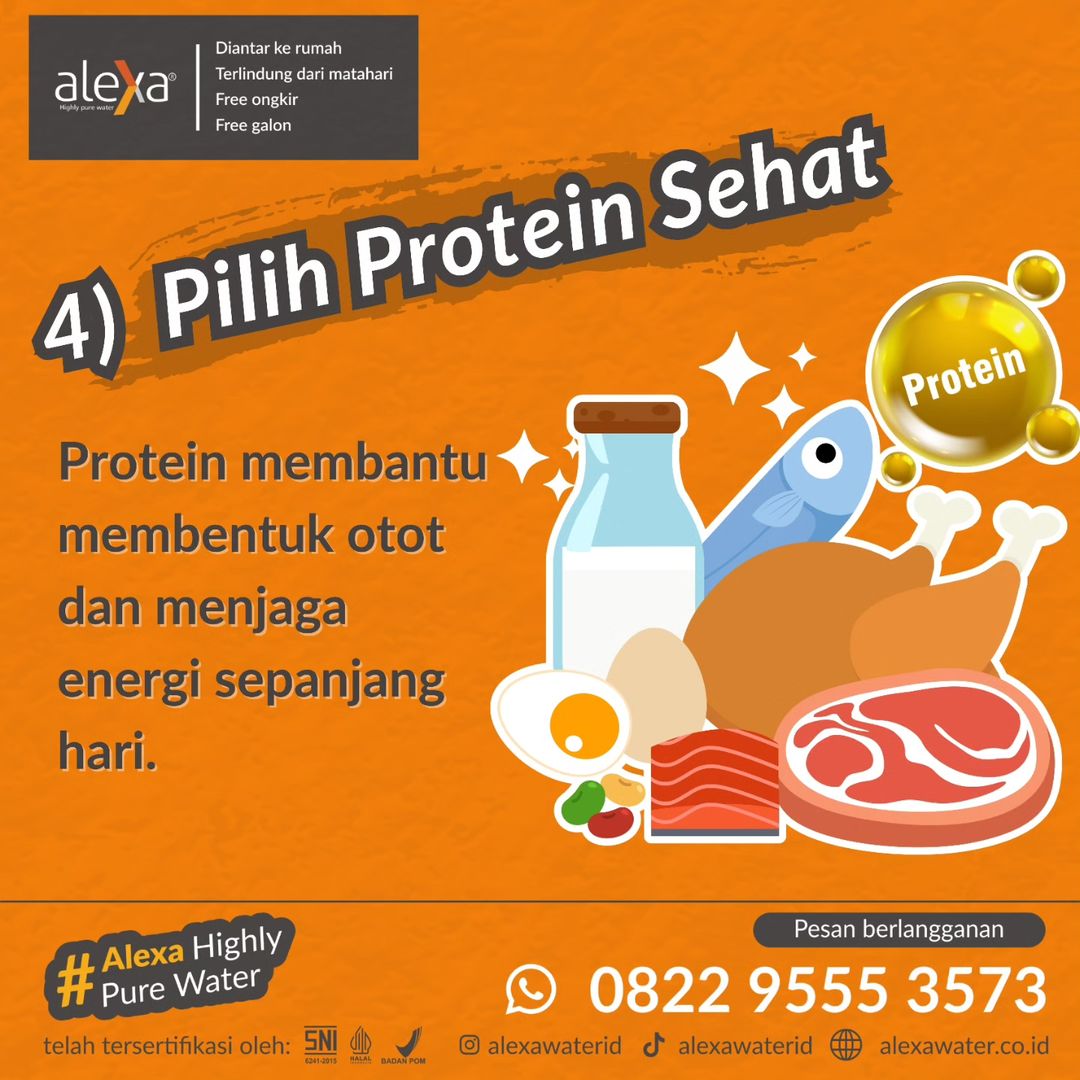 alexa®
Highly pure water
Diantar ke rumah
Terlindung dari matahari
Free ongkir
Free galon
4) Pilih Protein Sehat
Protein
Protein membantu
membentuk otot
dan menjaga
energi sepanjang
hari.
#Alexa Highly
Pure Water
Pesan berlangganan
0822 9555 3573
telah tersertifikasi oleh:
SNI
6241-2015
HALAL
INDONESIA
BADAN POM
alexawaterid
alexawaterid
alexawater.co.id